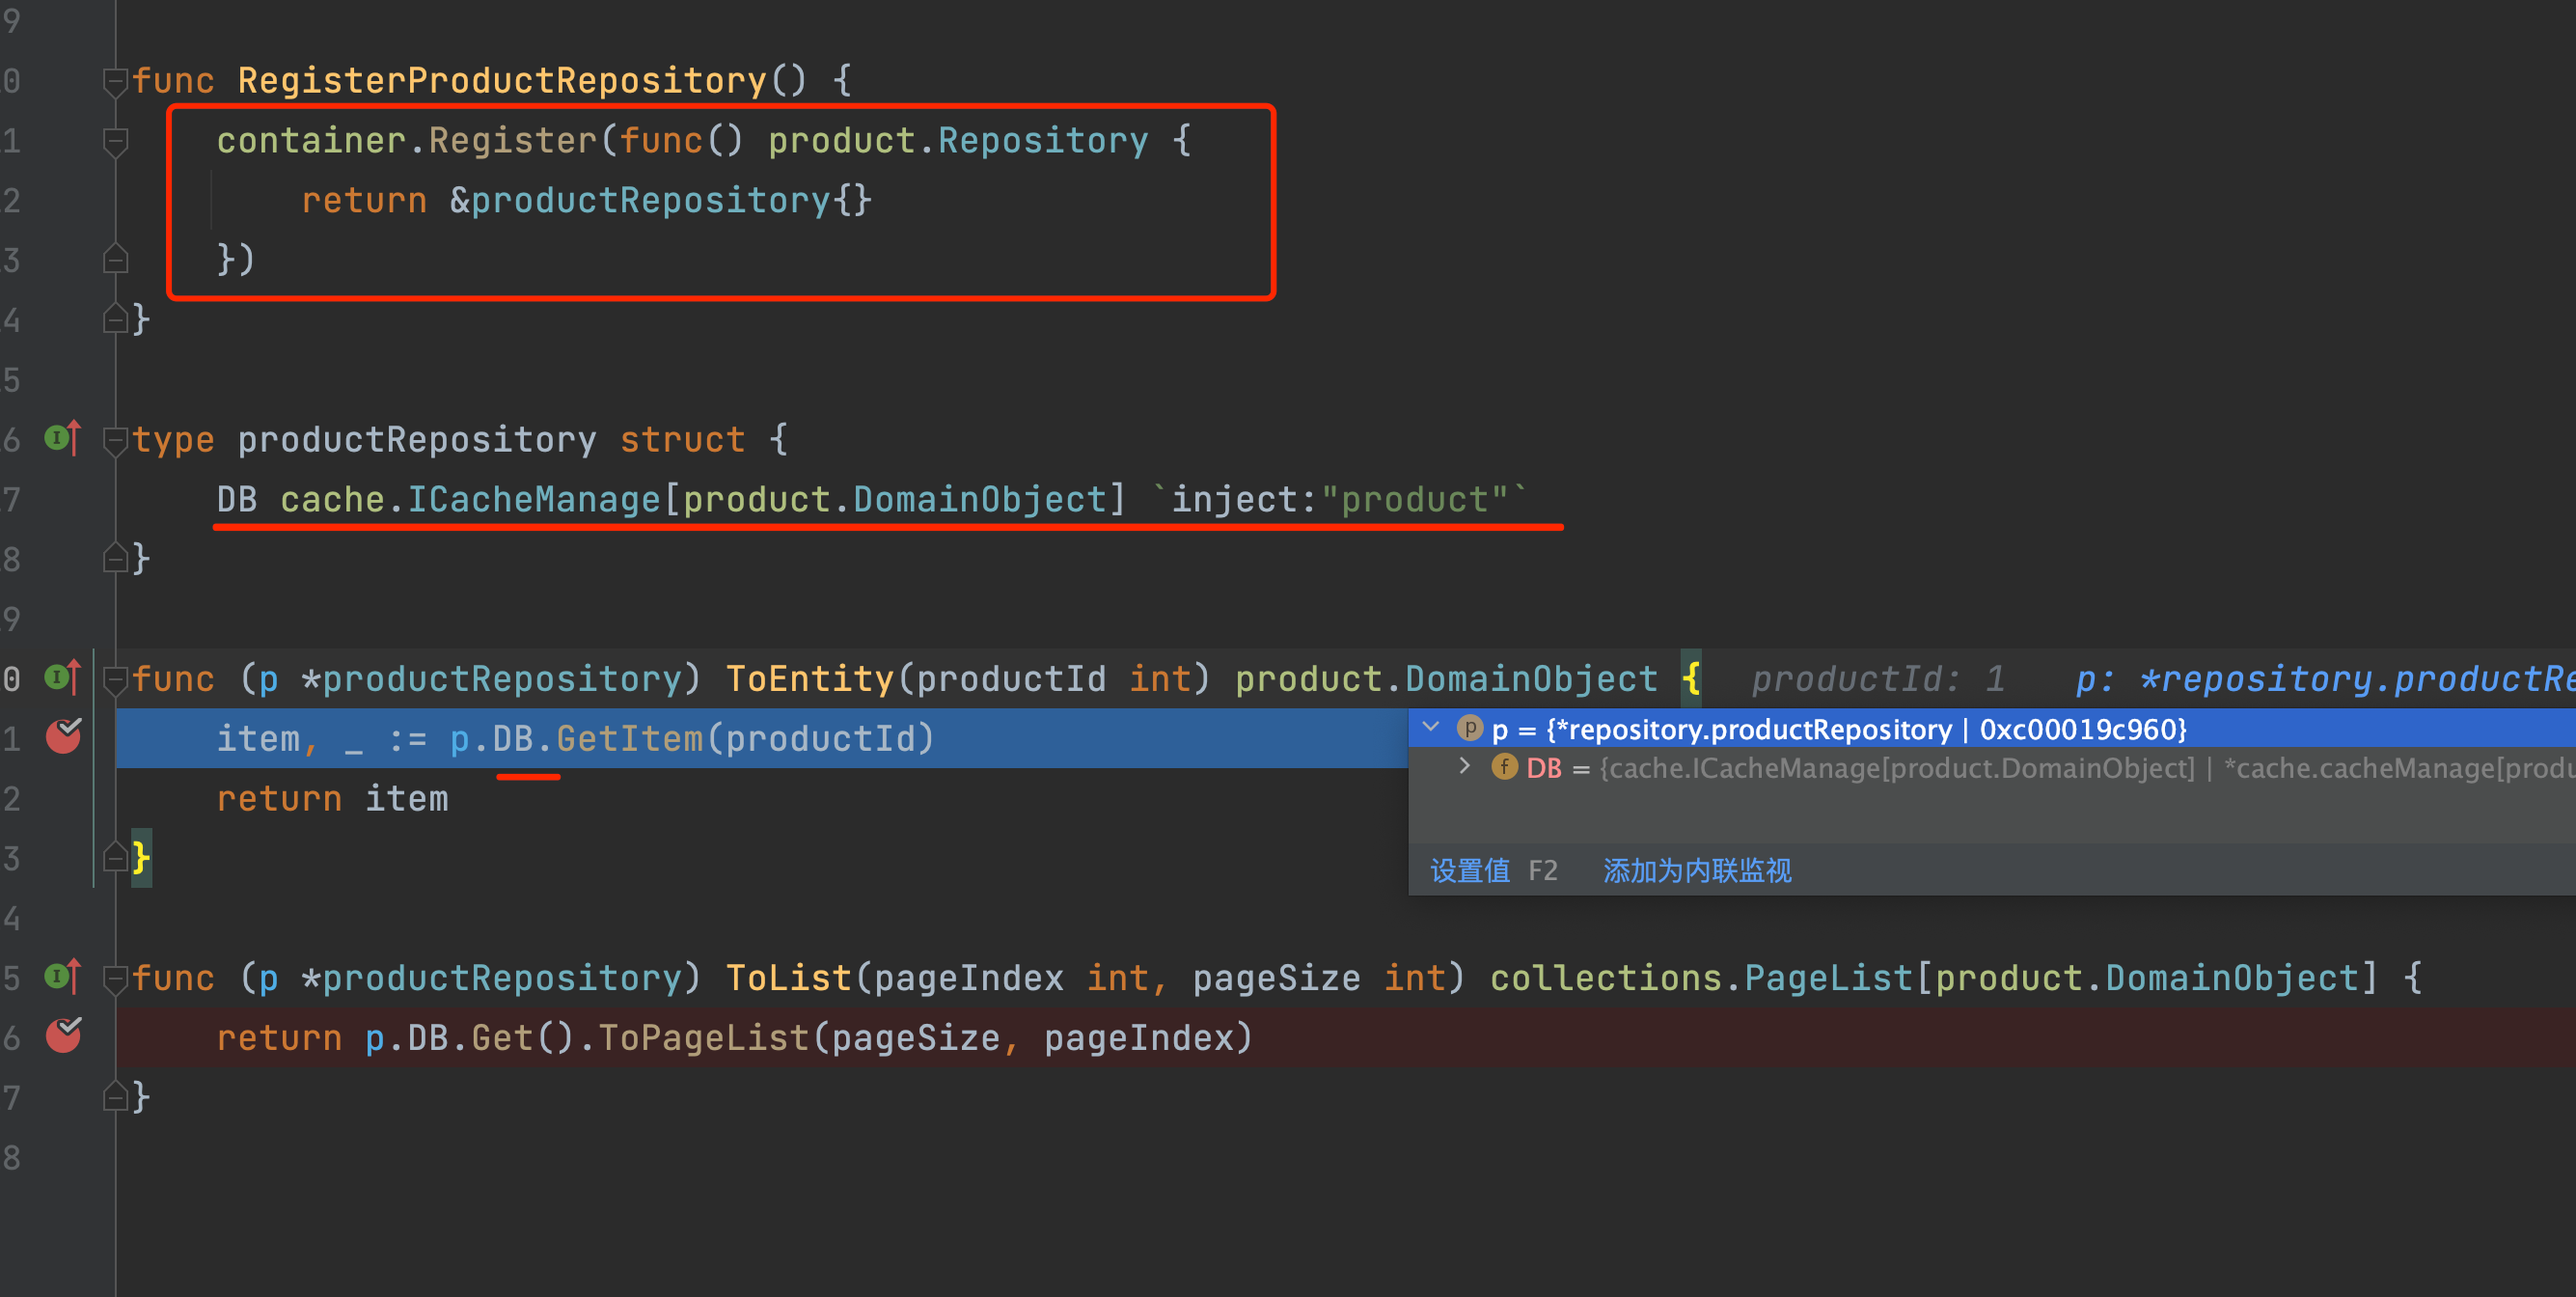 9
0 func RegisterProductRepository() {
1 container.Register(func() product.Repository {
2 return &productRepository{}
3 })
4 }
5
6 type productRepository struct {
7 DB cache.ICacheManage[product.DomainObject] `inject:"product"`
8 }
9
0 func (p *productRepository) ToEntity(productId int) product.DomainObject { productId: 1 p: *repository.productRe
1 item, _ := p.DB.GetItem(productId)
p = {*repository.productRepository | 0xc00019c960}
DB = {cache.ICacheManage[product.DomainObject] | *cache.cacheManage[produ
2 return item
3 }
设置值 F2 添加为内联监视
4
5 func (p *productRepository) ToList(pageIndex int, pageSize int) collections.PageList[product.DomainObject] {
6 return p.DB.Get().ToPageList(pageSize, pageIndex)
7 }
8